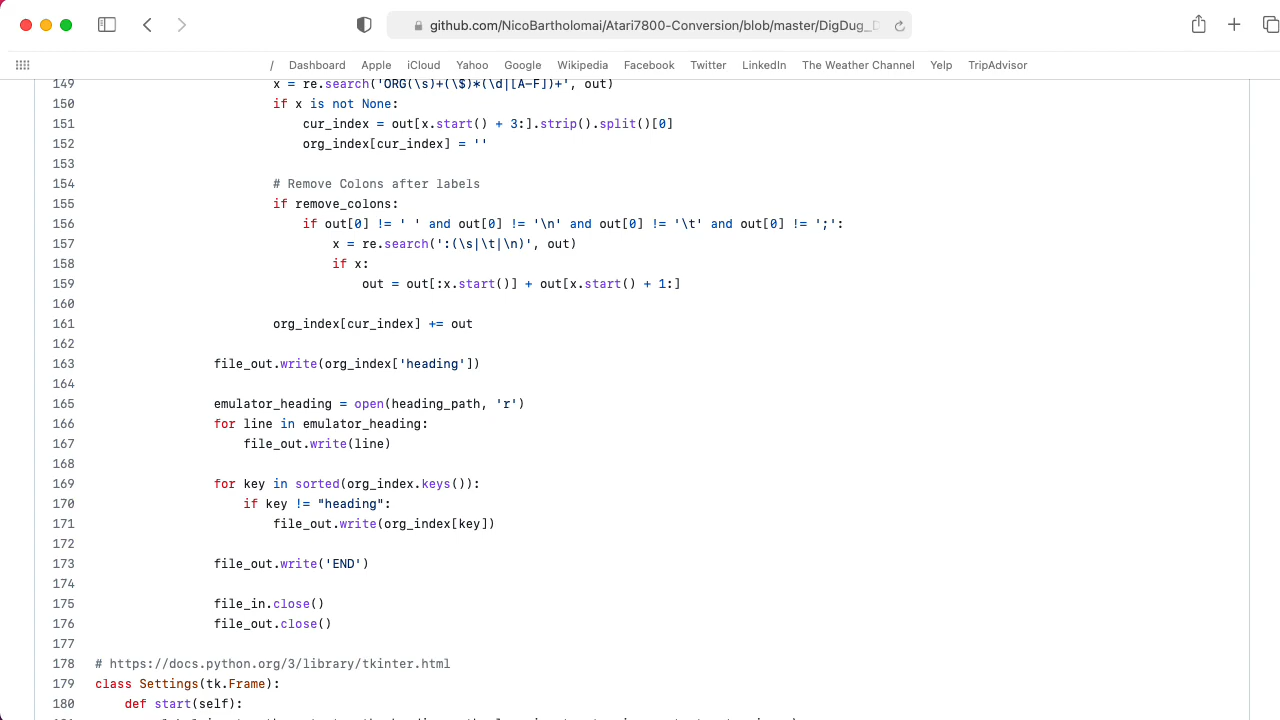 github.com/NicoBartholomai/Atari7800-Conversion/blob/master/DigDug_D
/ Dashboard Apple iCloud Yahoo Google Wikipedia Facebook Twitter LinkedIn The Weather Channel Yelp TripAdvisor
149 x = re.search('ORG(\s)+(\$)*(\d|[A-F])+', out)
150 if x is not None:
151 cur_index = out[x.start() + 3:].strip().split()[0]
152 org_index[cur_index] = ''
153
154 # Remove Colons after labels
155 if remove_colons:
156 if out[0] != ' ' and out[0] != '\n' and out[0] != '\t' and out[0] != ';':
157 x = re.search(':(\s|\t|\n)', out)
158 if x:
159 out = out[:x.start()] + out[x.start() + 1:]
160
161 org_index[cur_index] += out
162
163 file_out.write(org_index['heading'])
164
165 emulator_heading = open(heading_path, 'r')
166 for line in emulator_heading:
167 file_out.write(line)
168
169 for key in sorted(org_index.keys()):
170 if key != "heading":
171 file_out.write(org_index[key])
172
173 file_out.write('END')
174
175 file_in.close()
176 file_out.close()
177
178 # https://docs.python.org/3/library/tkinter.html
179 class Settings(tk.Frame):
180 def start(self):